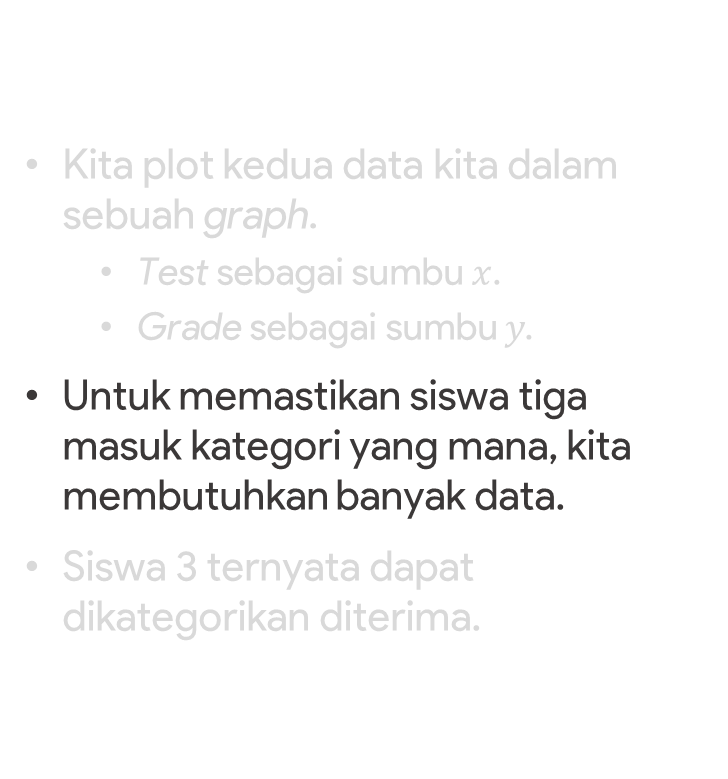 • Kita plot kedua data kita dalam
sebuah graph.
• Test sebagai sumbu x.
• Grade sebagai sumbu y.
• Untuk memastikan siswa tiga
masuk kategori yang mana, kita
membutuhkan banyak data.
• Siswa 3 ternyata dapat
dikategorikan diterima.